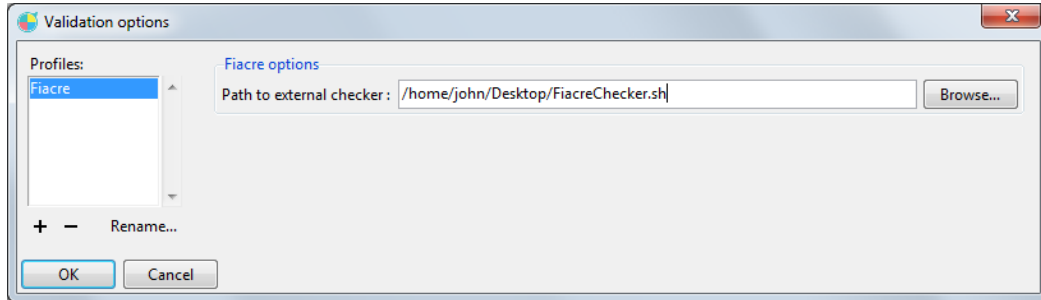 Validation options
Profiles:
Fiacre
Fiacre options
Path to external checker : /home/john/Desktop/FiacreChecker.sh Browse...
+ − Rename...
OK Cancel